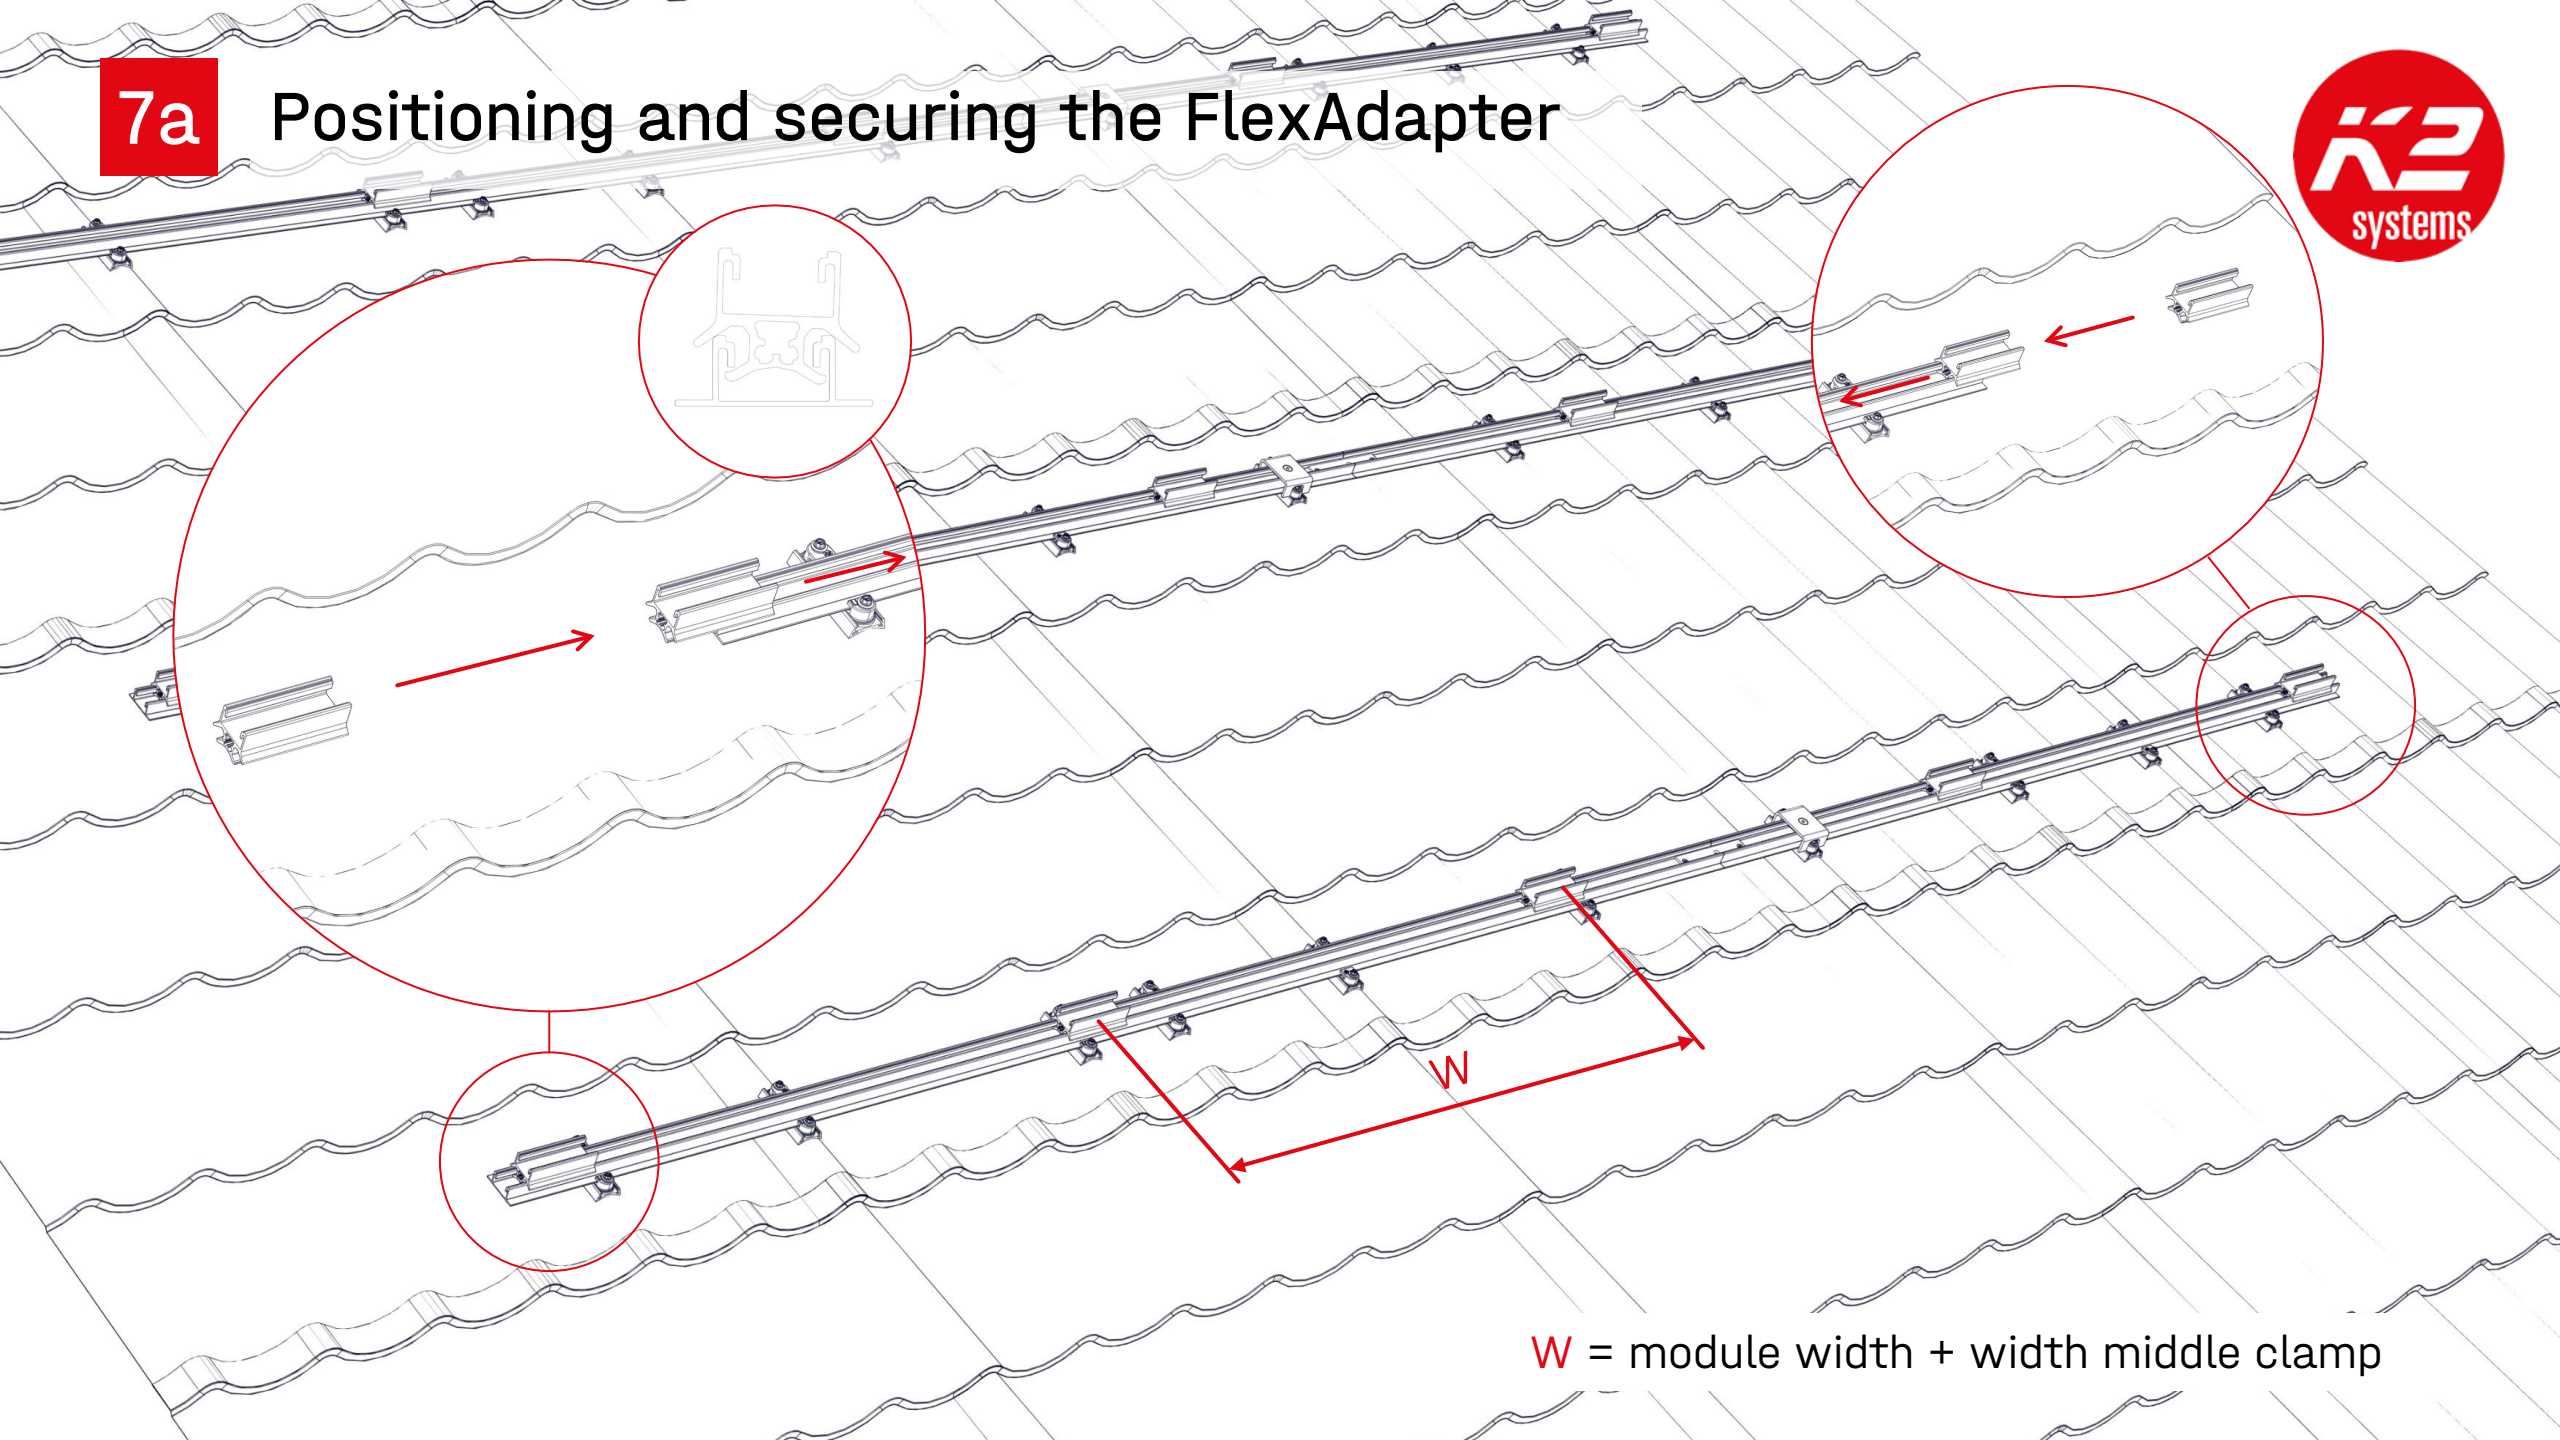 7a
Positioning and securing the FlexAdapter
K2
systems
W
W = module width + width middle clamp